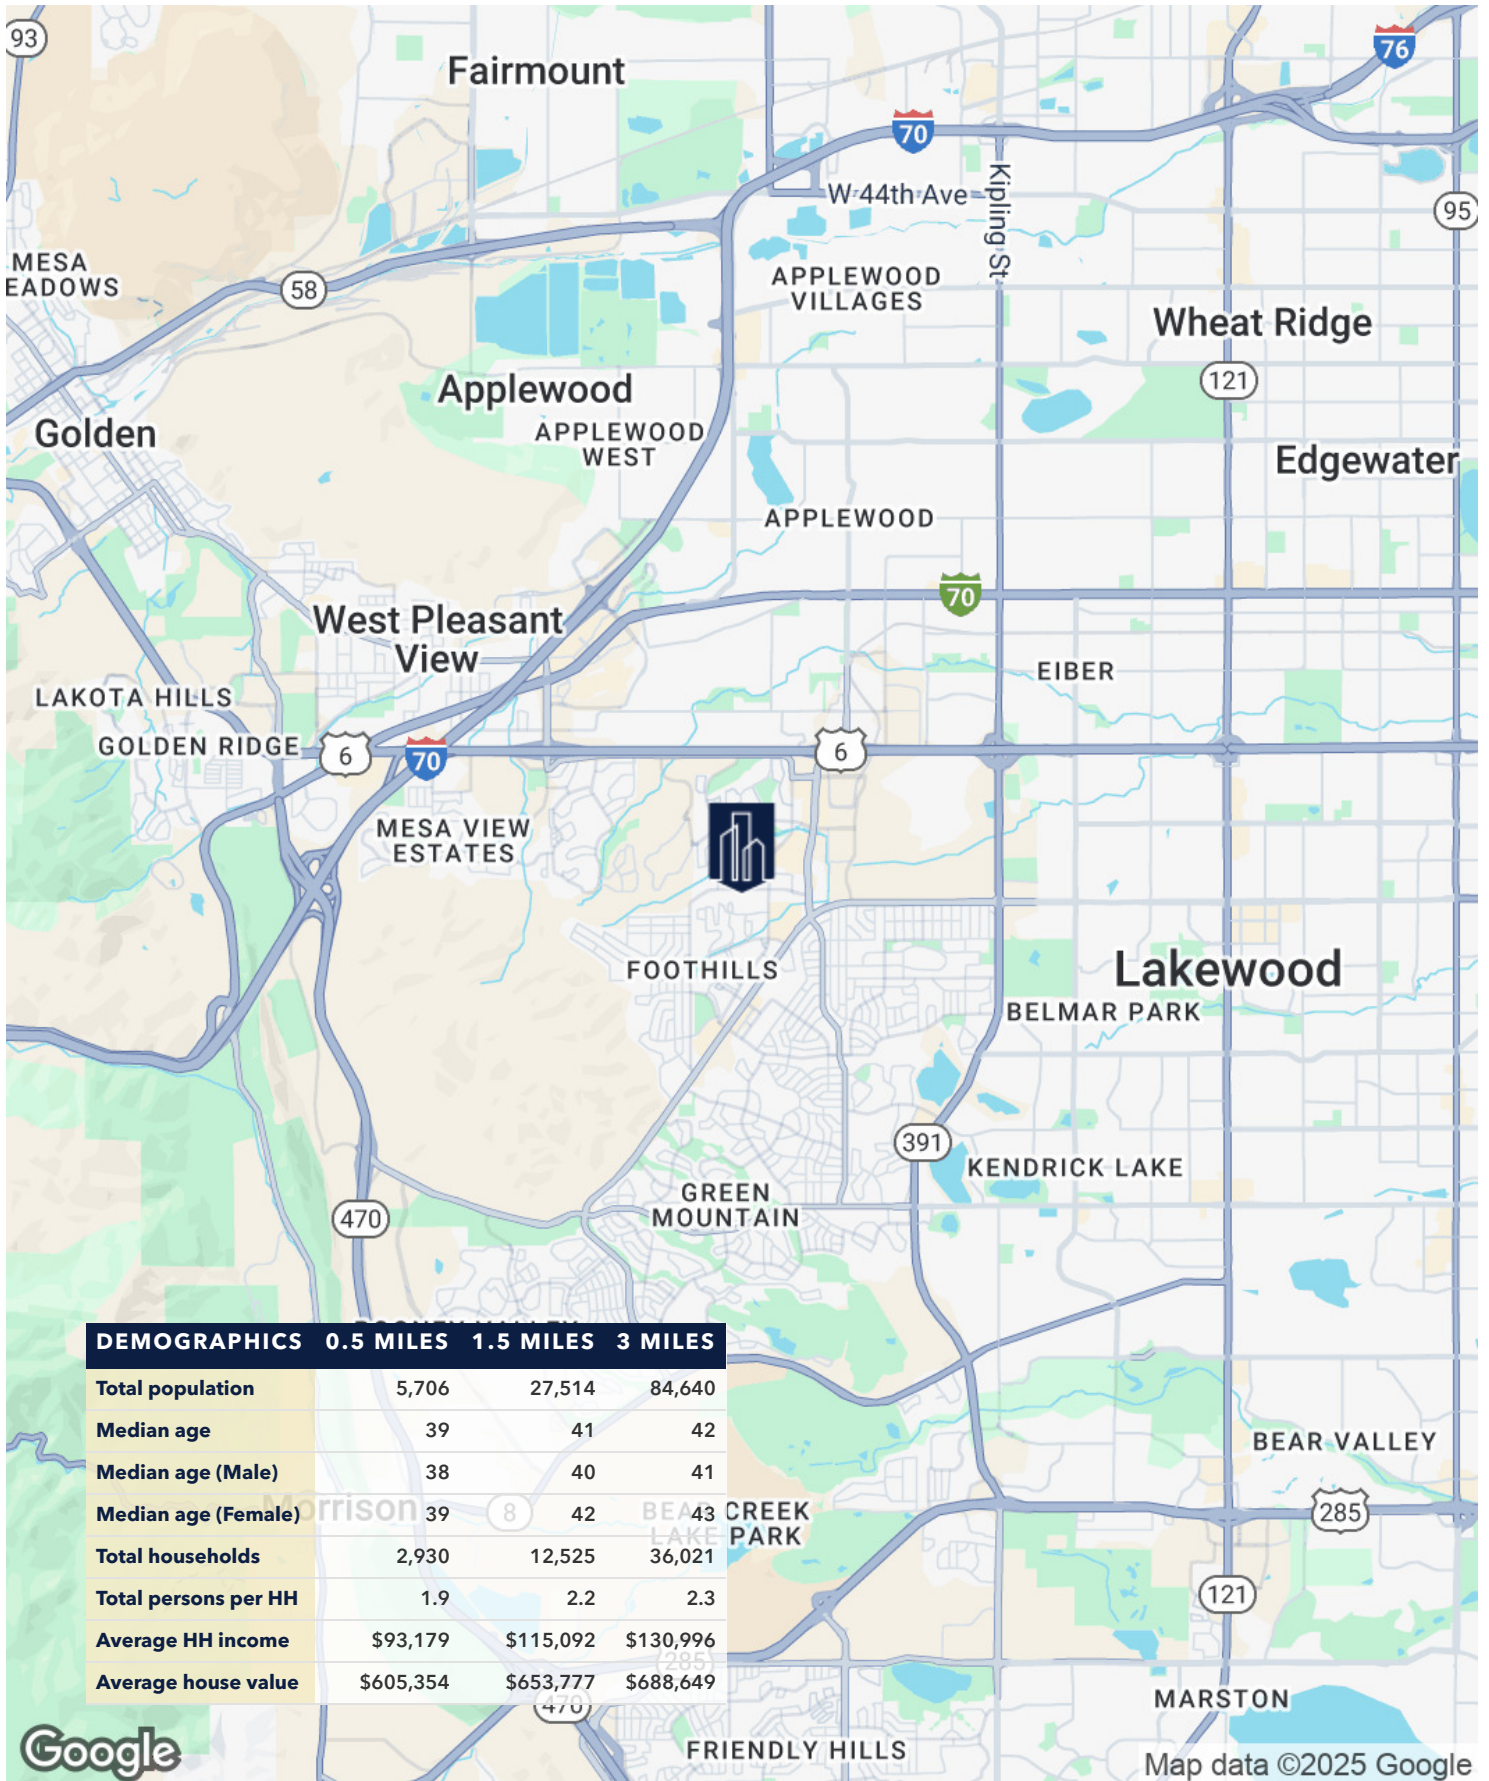 93
Fairmount
76
70
W 44th Ave
Kipling St
95
MESA
EADOWS
58
APPLEWOOD
VILLAGES
Wheat Ridge
121
Applewood
Golden
APPLEWOOD
WEST
Edgewater
APPLEWOOD
70
West Pleasant
View
EIBER
LAKOTA HILLS
GOLDEN RIDGE
6
70
6
MESA VIEW
ESTATES
FOOTHILLS
Lakewood
BELMAR PARK
391
KENDRICK LAKE
GREEN
MOUNTAIN
470
DEMOGRAPHICS 0.5 MILES 1.5 MILES 3 MILES
Total population 5,706 27,514 84,640
Median age 39 41 42
Median age (Male) 38 40 41
Median age (Female) 39 42 43
Total households 2,930 12,525 36,021
Total persons per HH 1.9 2.2 2.3
Average HH income $93,179 $115,092 $130,996
Average house value $605,354 $653,777 $688,649
Morrison
8
BEAR CREEK
LAKE PARK
BEAR VALLEY
285
121
285
470
MARSTON
FRIENDLY HILLS
Google
Map data ©2025 Google